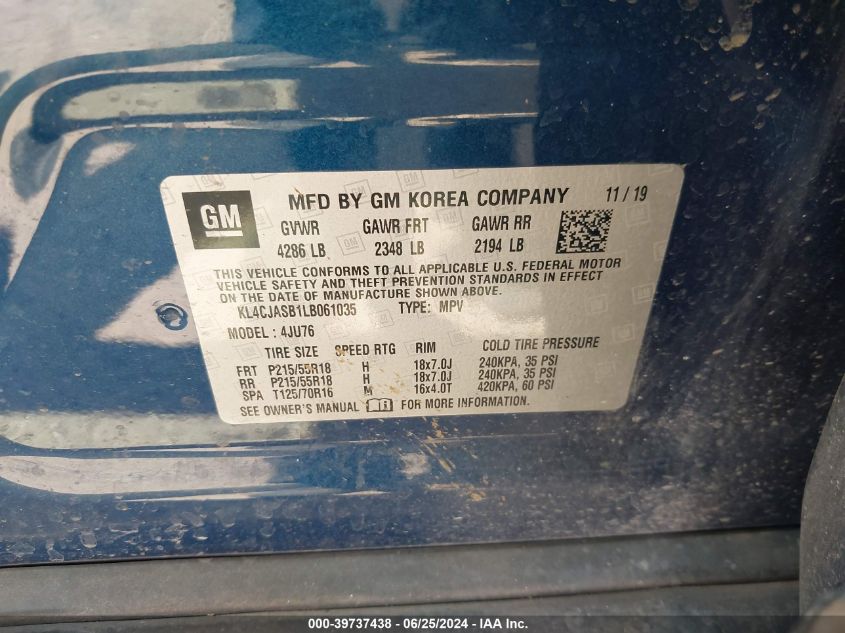 GM
MFD BY GM KOREA COMPANY 11 / 19
GVWR GAWR FRT GAWR RR
4286 LB 2348 LB 2194 LB
THIS VEHICLE CONFORMS TO ALL APPLICABLE U.S. FEDERAL MOTOR
VEHICLE SAFETY AND THEFT PREVENTION STANDARDS IN EFFECT
ON THE DATE OF MANUFACTURE SHOWN ABOVE.
KL4CJASB1LB061035 TYPE: MPV
MODEL: 4JU76
TIRE SIZE SPEED RTG RIM COLD TIRE PRESSURE
FRT P215/55R18 H 18x7.0J 240KPA, 35 PSI
RR P215/55R18 H 18x7.0J 240KPA, 35 PSI
SPA T125/70R16 M 16x4.0T 420KPA, 60 PSI
SEE OWNER'S MANUAL FOR MORE INFORMATION.
000-39737438 - 06/25/2024 - IAA Inc.